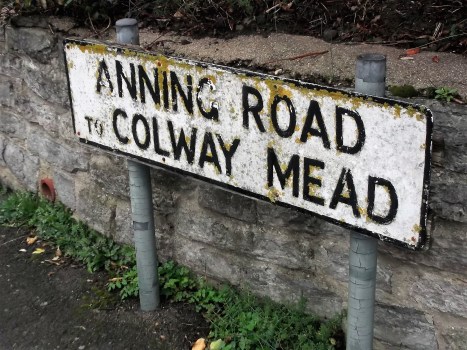 ANNING ROAD
TO COLWAY MEAD